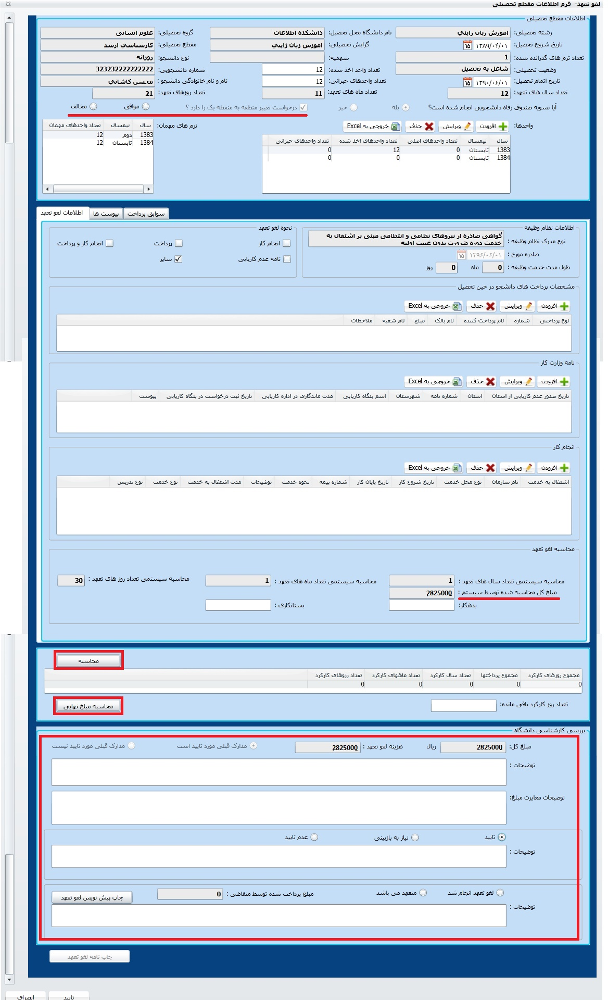 لغو تعهد- فرم اطلاعات مقطع تحصیلی
اطلاعات مقطع تحصیلی
رشته تحصیلی: اموزش زبان ژاپني نام دانشگاه محل تحصیل: دانشکده اطلاعات گروه تحصیلی: علوم انسانی
تاریخ شروع تحصیل: ۱۳۸۹/۰۴/۰۱ گرایش تحصیلی: اموزش زبان ژاپني مقطع تحصیلی: کارشناسي ارشد
تعداد ترم های گذرانده شده: 1 سهمیه: نوع دانشجو: روزانه
وضعیت تحصیلی: شاغل به تحصیل تعداد واحد اخذ شده: 12 شماره دانشجویی: 323232222222222
تاریخ اتمام تحصیل: ۱۳۹۰/۰۶/۰۱ تعداد واحدهای جبرانی: 12 نام و نام خانوادگی دانشجو : محسن کاشاني
تعداد سال های تعهد: 12 تعداد ماه های تعهد: 11 تعداد روزهای تعهد: 21
آیا تسویه صندوق رفاه دانشجویی انجام شده است؟ بله خیر درخواست تغییر منطقه به منقطه یک را دارد ؟ موافق مخالف
واحدها: افزودن ویرایش حذف خروجی به Excel
سال نیمسال تعداد واحدهای اصلی تعداد واحدهای اخذ شده تعداد واحدهای جبرانی
1383 تابستان 0 12 0
1384 تابستان 0 0 0
ترم های مهمان:
سال نیمسال تعداد واحدهای مهمان
1383 دوم 12
1384 تابستان 12
اطلاعات لغو تعهد پیوست ها سوابق پرداخت
اطلاعات نظام وظیفه
نوع مدرک نظام وظیفه : گواهی صادره از نیروهای نظامی و انتظامی مبنی بر اشتغال به
خدمت دوره ضرورت بدون غیبت اولیه
صادره مورخ : ۱۳۹۶/۰۶/۰۱
طول مدت خدمت وظیفه : 0 ماه 0 روز
نحوه لغو تعهد
انجام کار پرداخت انجام کار و پرداخت
نامه عدم کاریابی سایر
مشخصات پرداخت های دانشجو در حین تحصیل
افزودن ویرایش حذف خروجی به Excel
نوع پرداختی شماره نام پرداخت کننده نام بانک مبلغ نام شعبه ملاحظات
نامه وزارت کار
افزودن ویرایش حذف خروجی به Excel
تاریخ صدور عدم کاریابی از استان استان شماره نامه شهرستان اسم بنگاه کاریابی مدت ماندگاری در اداره کاریابی تاریخ ثبت درخواست در بنگاه کاریابی پیوست
انجام کار
افزودن ویرایش حذف خروجی به Excel
اشتغال به خدمت نام سازمان نوع محل خدمت تاریخ شروع کار تاریخ پایان کار شماره بیمه نحوه خدمت توضیحات مدت اشتغال به خدمت نوع خدمت نوع تدریس
محاسبه لغو تعهد
محاسبه سیستمی تعداد سال های تعهد : 1 محاسبه سیستمی تعداد ماه های تعهد : 1 محاسبه سیستمی تعداد روز های تعهد : 30
مبلغ کل محاسبه شده توسط سیستم : 2825000
بدهکار: بستانکاری :
محاسبه
مجموع روزهای کارکرد مجموع پرداختها تعداد سال کارکرد تعداد ماههای کارکرد تعداد رزوهای کارکرد
0 0 0 0 0
تعداد روز کارکرد باقی مانده: محاسبه مبلغ نهایی
بررسی کارشناسی دانشگاه
مبلغ کل: 2825000 ریال هزینه لغو تعهد : 2825000 مدارک قبلی مورد تایید است مدارک قبلی مورد تایید نیست
توضیحات :
توضیحات مغایرت مبلغ:
تایید نیاز به بازبینی عدم تایید
توضیحات :
لغو تعهد انجام شد متعهد می باشد مبلغ پرداخت شده توسط متقاضی : 0 چاپ پیش نویس لغو تعهد
توضیحات :
چاپ نامه لغو تعهد
تایید انصراف